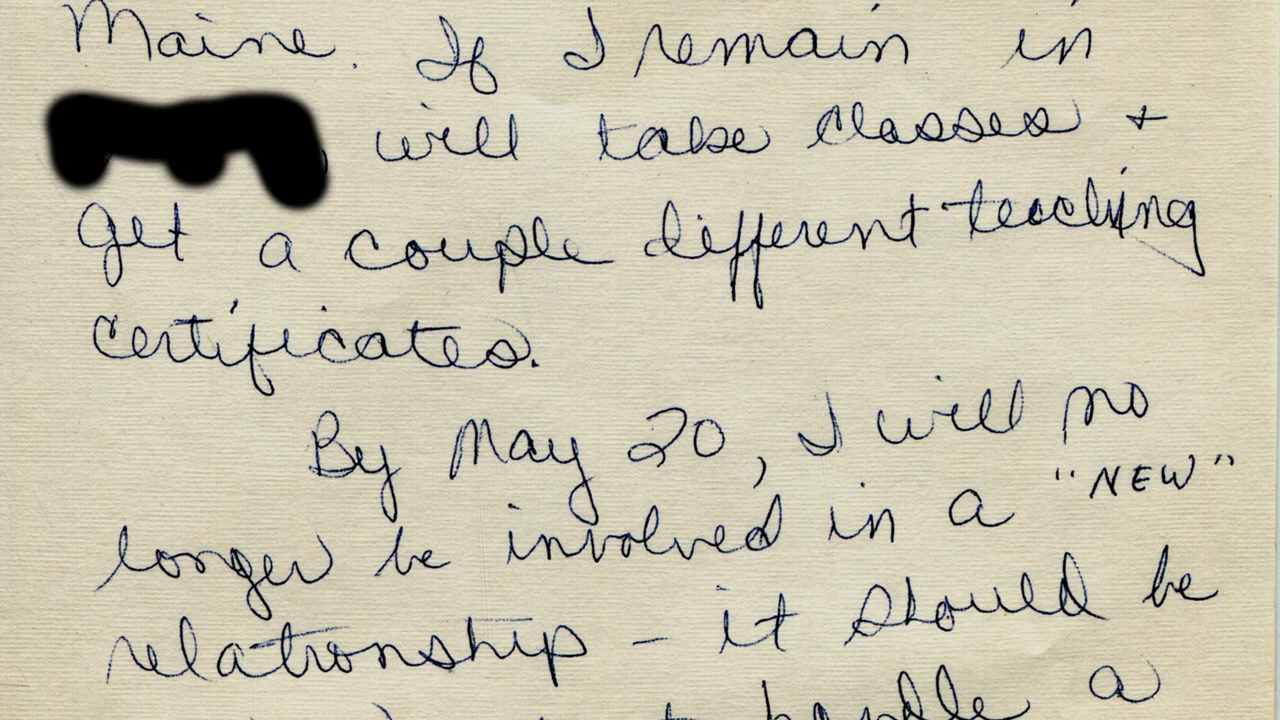 Maine. If I remain in
will take classes +
get a couple different teaching
certificates.
By May 20, I will no
longer be involved in a "NEW"
relationship - it should be
handle a